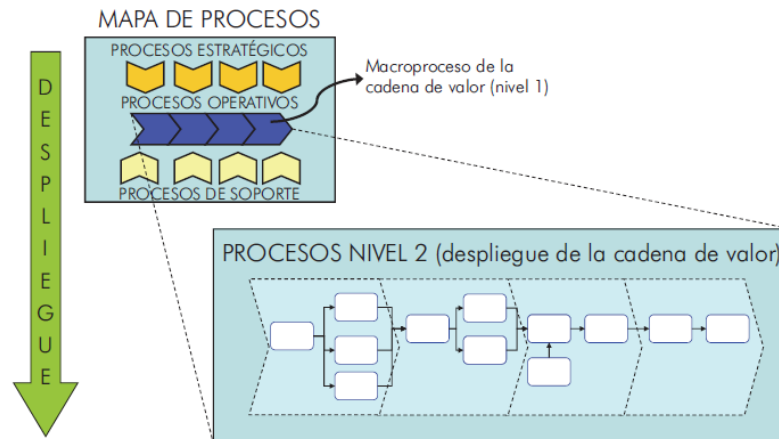 MAPA DE PROCESOS
PROCESOS ESTRATÉGICOS
PROCESOS OPERATIVOS
PROCESOS DE SOPORTE
Macroproceso de la
cadena de valor (nivel 1)
DESPLIEGUE
PROCESOS NIVEL 2 (despliegue de la cadena de valor)